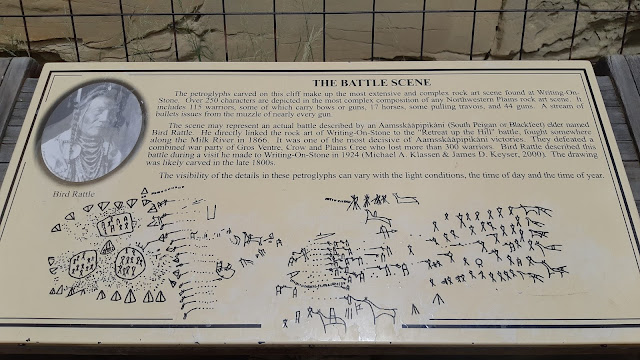 THE BATTLE SCENE
The petroglyphs carved on this cliff make up the most extensive and complex rock art scene found at Writing-On-
Stone. Over 250 characters are depicted in the most complex composition of any Northwestern Plains rock art scene. It
includes 115 warriors, some of which carry bows or guns, 17 horses, some pulling travois, and 44 guns. A stream of
bullets issues from the muzzle of nearly every gun.
The scene may represent an actual battle described by an Aamsskáápipikáni (South Peigan or Blackfeet) elder named
Bird Rattle. He directly linked the rock art of Writing-On-Stone to the "Retreat up the Hill" battle, fought somewhere
along the Milk River in 1866. It was one of the most decisive of Aamsskáápipikáni victories. They defeated a
combined war party of Gros Ventre, Crow and Plains Cree who lost more than 300 warriors. Bird Rattle described this
battle during a visit he made to Writing-On-Stone in 1924 (Michael A. Klassen & James D. Keyser, 2000). The drawing
was likely carved in the late 1800s.
The visibility of the details in these petroglyphs can vary with the light conditions, the time of day and the time of year.
Bird Rattle